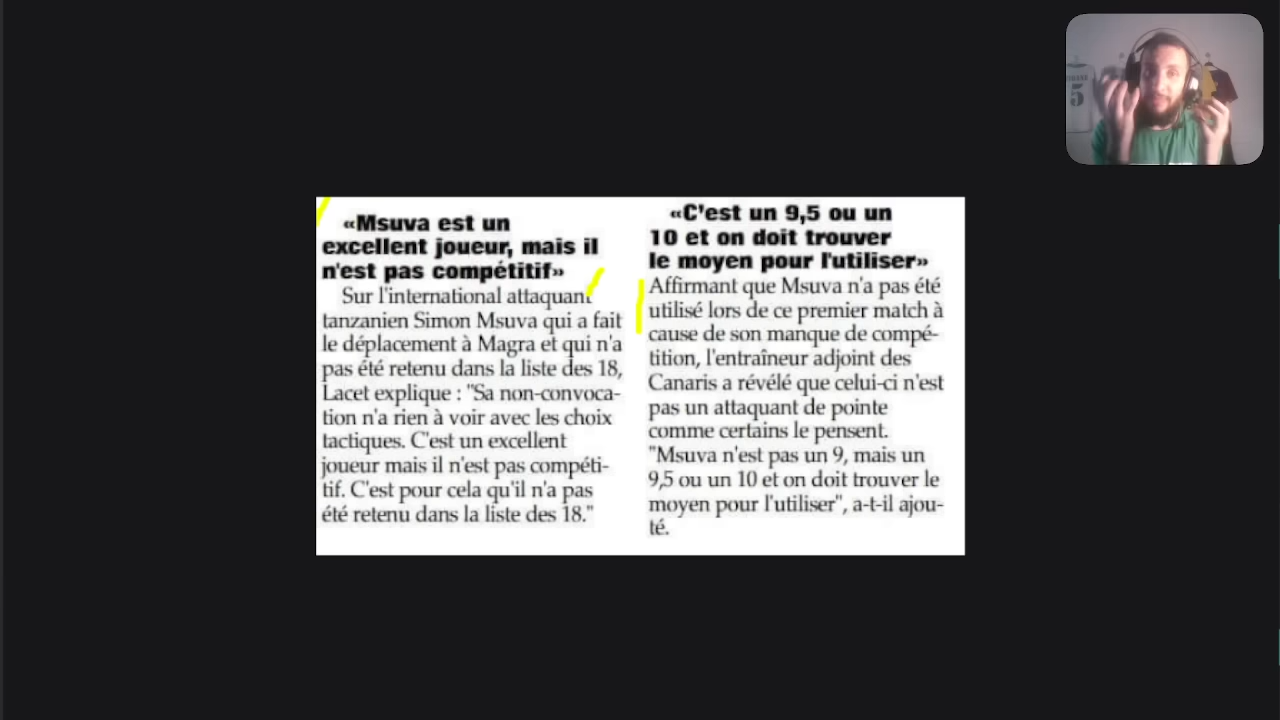 «Msuva est un
excellent joueur, mais il
n'est pas compétitif»
Sur l'international attaquant
tanzanien Simon Msuva qui a fait
le déplacement à Magra et qui n'a
pas été retenu dans la liste des 18,
Lacet explique : "Sa non-convoca-
tion n'a rien à voir avec les choix
tactiques. C'est un excellent
joueur mais il n'est pas compéti-
tif. C'est pour cela qu'il n'a pas
été retenu dans la liste des 18."
«C'est un 9,5 ou un
10 et on doit trouver
le moyen pour l'utiliser»
Affirmant que Msuva n'a pas été
utilisé lors de ce premier match à
cause de son manque de compé-
tition, l'entraîneur adjoint des
Canaris a révélé que celui-ci n'est
pas un attaquant de pointe
comme certains le pensent.
"Msuva n'est pas un 9, mais un
9,5 ou un 10 et on doit trouver le
moyen pour l'utiliser", a-t-il ajou-
té.
5